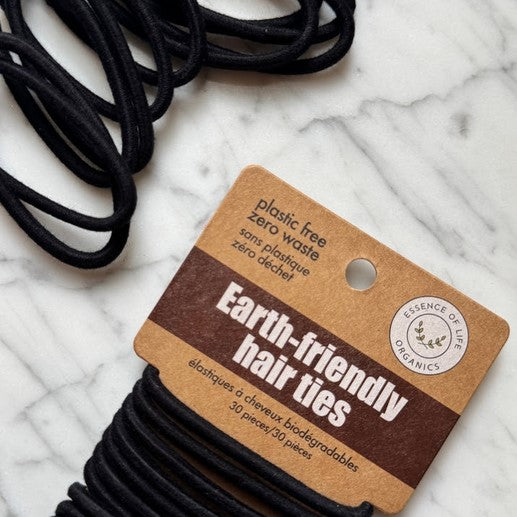 plastic free
zero waste
sans plastique
zéro déchet
Earth-friendly
hair ties
élastiques à cheveux biodégradables
30 pieces/30 pièces
ESSENCE OF LIFE
ORGANICS